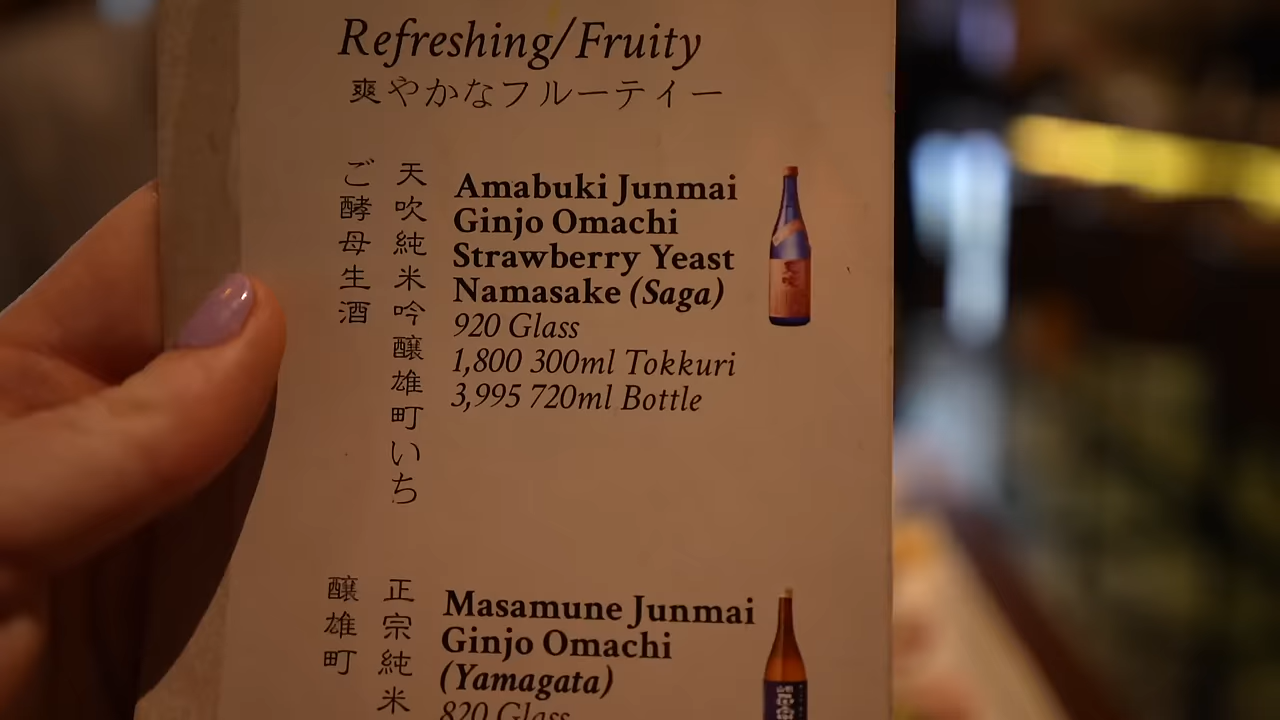 Refreshing/Fruity
爽やかなフルーティー
天吹純米吟醸雄町いち
ご酵母生酒
Amabuki Junmai
Ginjo Omachi
Strawberry Yeast
Namasake (Saga)
920 Glass
1,800 300ml Tokkuri
3,995 720ml Bottle
正宗純米
醸雄町
Masamune Junmai
Ginjo Omachi
(Yamagata)
820 Glass